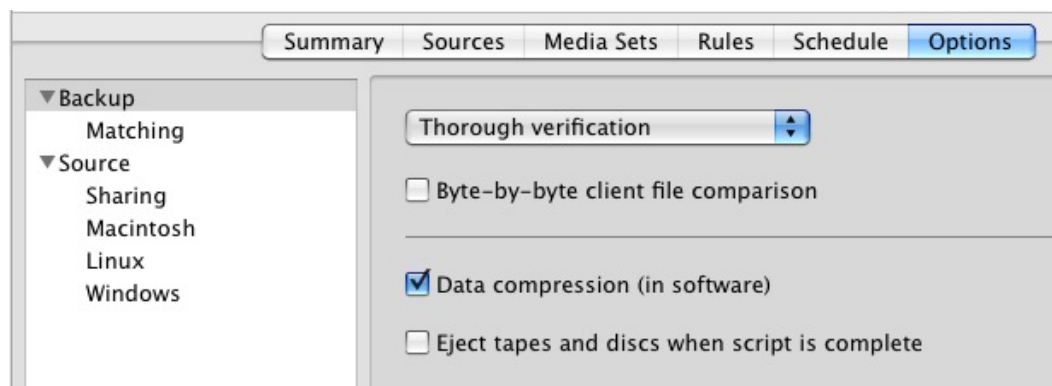 Summary Sources Media Sets Rules Schedule Options
Backup
Matching
Source
Sharing
Macintosh
Linux
Windows
Thorough verification
Byte-by-byte client file comparison
Data compression (in software)
Eject tapes and discs when script is complete